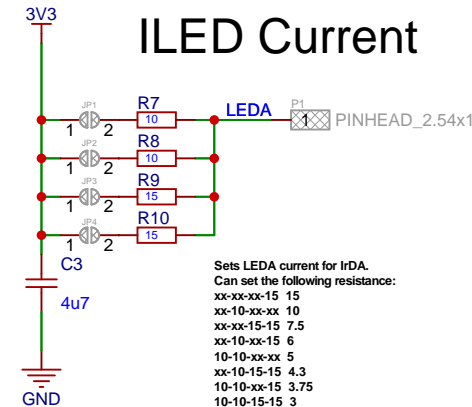 3V3
ILED Current
JP1
R7
1
2
10
LEDA
P1
1
PINHEAD_2.54x1
JP2
R8
1
2
10
JP3
R9
1
2
15
JP4
R10
1
2
15
C3
4u7
GND
Sets LEDA current for IrDA.
Can set the following resistance:
xx-xx-xx-15 15
xx-10-xx-xx 10
xx-xx-15-15 7.5
xx-10-xx-15 6
10-10-xx-xx 5
xx-10-15-15 4.3
10-10-xx-15 3.75
10-10-15-15 3